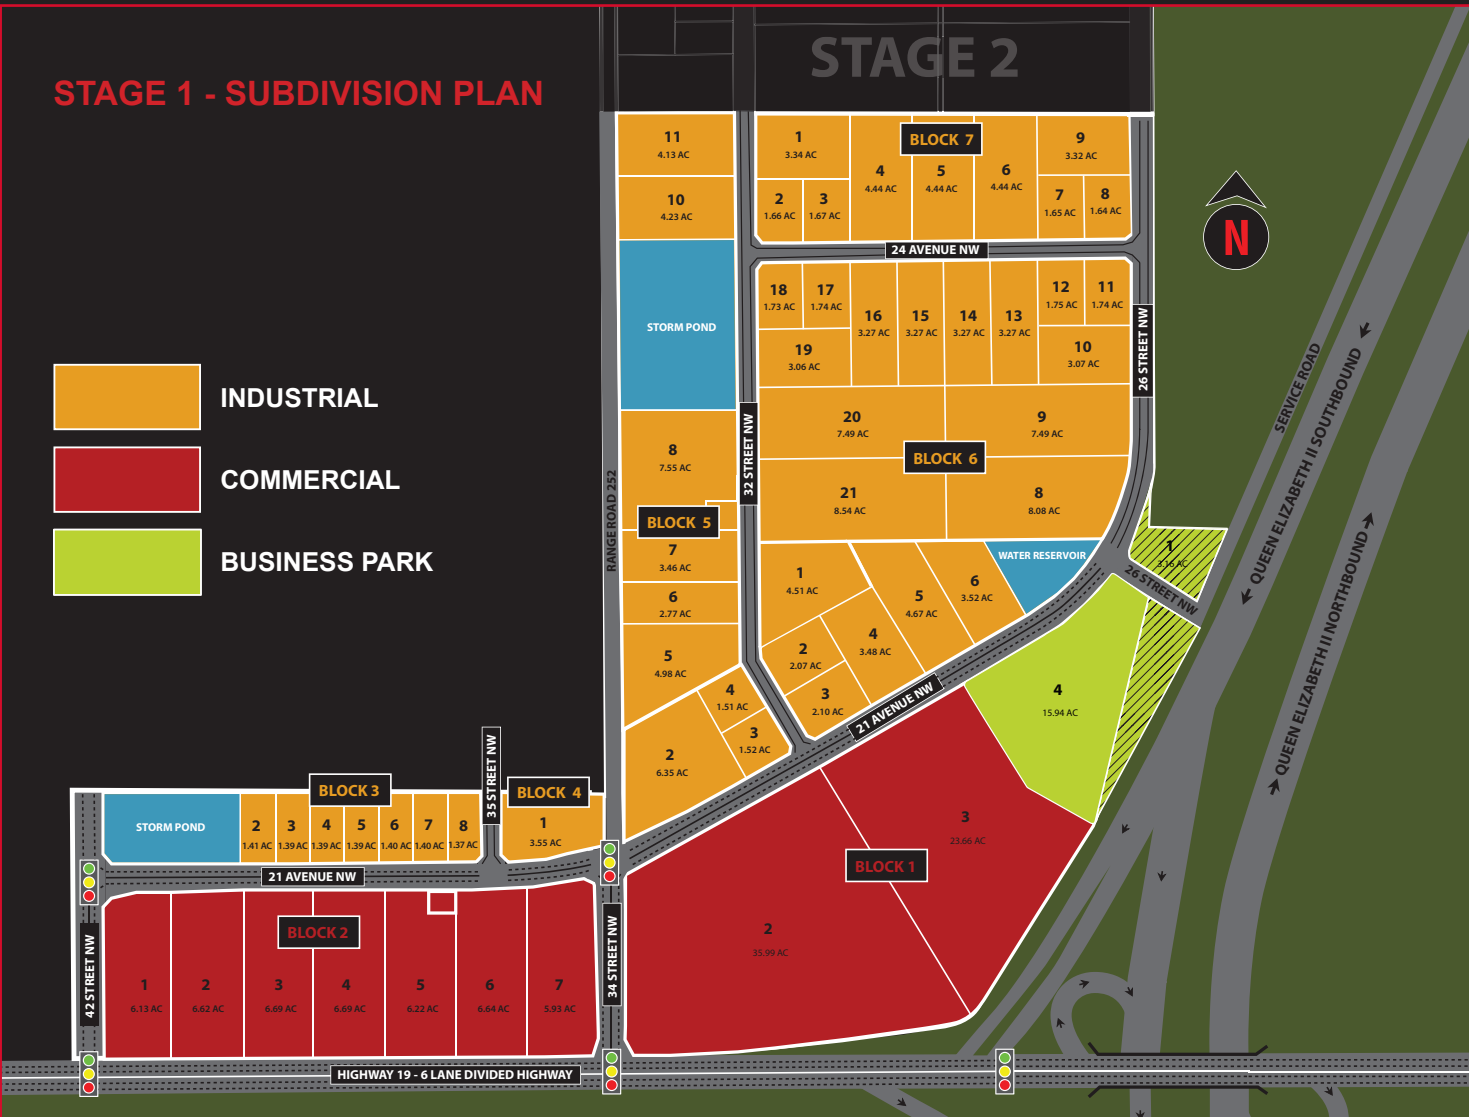 STAGE 2
STAGE 1 - SUBDIVISION PLAN
INDUSTRIAL
COMMERCIAL
BUSINESS PARK
N
BLOCK 7
1
3.34 AC
2
1.66 AC
3
1.67 AC
4
4.44 AC
5
4.44 AC
6
4.44 AC
9
3.32 AC
7
1.65 AC
8
1.64 AC
24 AVENUE NW
11
4.13 AC
10
4.23 AC
STORM POND
8
7.55 AC
BLOCK 5
7
3.46 AC
6
2.77 AC
5
4.98 AC
4
1.51 AC
3
1.52 AC
2
6.35 AC
RANGE ROAD 252
32 STREET NW
26 STREET NW
18
1.73 AC
17
1.74 AC
16
3.27 AC
15
3.27 AC
14
3.27 AC
13
3.27 AC
12
1.75 AC
11
1.74 AC
19
3.06 AC
10
3.07 AC
20
7.49 AC
9
7.49 AC
BLOCK 6
21
8.54 AC
8
8.08 AC
1
4.51 AC
2
2.07 AC
3
2.10 AC
4
3.48 AC
5
4.67 AC
6
3.52 AC
WATER RESERVOIR
1
3.16 AC
26 STREET NW
21 AVENUE NW
4
15.94 AC
3
23.66 AC
BLOCK 1
2
35.99 AC
SERVICE ROAD
QUEEN ELIZABETH II SOUTHBOUND
QUEEN ELIZABETH II NORTHBOUND
BLOCK 3
STORM POND
2
1.41 AC
3
1.39 AC
4
1.39 AC
5
1.39 AC
6
1.40 AC
7
1.40 AC
8
1.37 AC
35 STREET NW
BLOCK 4
1
3.55 AC
21 AVENUE NW
BLOCK 2
1
6.13 AC
2
6.62 AC
3
6.69 AC
4
6.69 AC
5
6.22 AC
6
6.64 AC
7
5.93 AC
42 STREET NW
34 STREET NW
HIGHWAY 19 - 6 LANE DIVIDED HIGHWAY